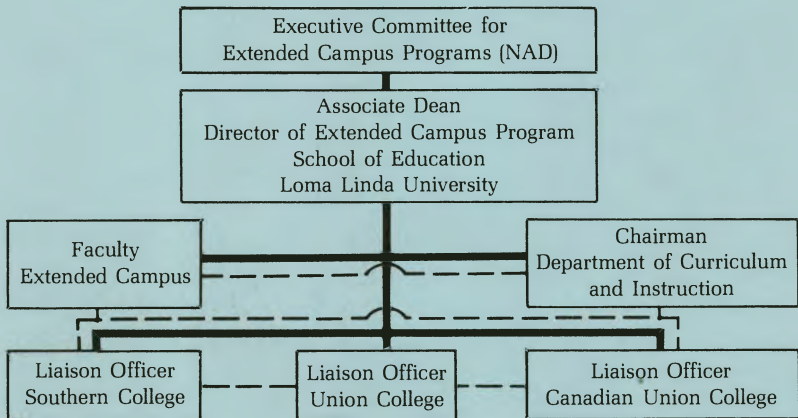 Executive Committee for
Extended Campus Programs (NAD)
Associate Dean
Director of Extended Campus Program
School of Education
Loma Linda University
Faculty
Extended Campus
Chairman
Department of Curriculum
and Instruction
Liaison Officer
Southern College
Liaison Officer
Union College
Liaison Officer
Canadian Union College